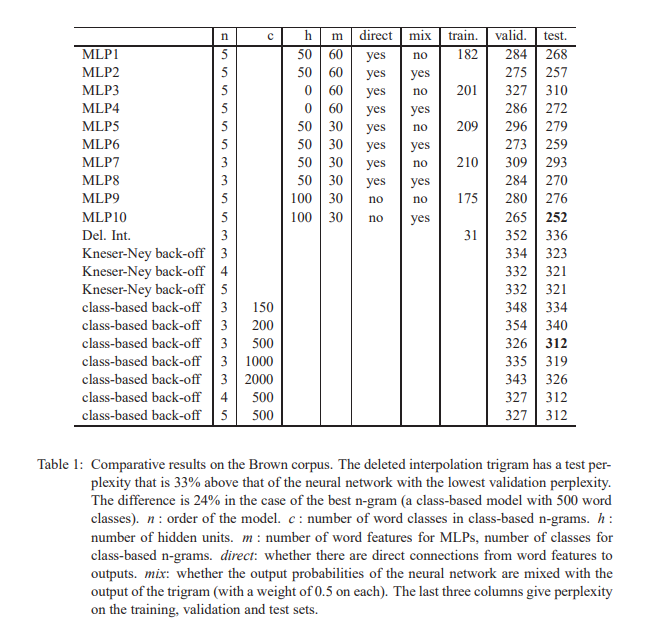 n c h m direct mix train. valid. test.
MLP1 5 50 60 yes no 182 284 268
MLP2 5 50 60 yes yes 275 257
MLP3 5 0 60 yes no 201 327 310
MLP4 5 0 60 yes yes 286 272
MLP5 5 50 30 yes no 209 296 279
MLP6 5 50 30 yes yes 273 259
MLP7 3 50 30 yes no 210 309 293
MLP8 3 50 30 yes yes 284 270
MLP9 5 100 30 no no 175 280 276
MLP10 5 100 30 no yes 265 252
Del. Int. 3 31 352 336
Kneser-Ney back-off 3 334 323
Kneser-Ney back-off 4 332 321
Kneser-Ney back-off 5 332 321
class-based back-off 3 150 348 334
class-based back-off 3 200 354 340
class-based back-off 3 500 326 312
class-based back-off 3 1000 335 319
class-based back-off 3 2000 343 326
class-based back-off 4 500 327 312
class-based back-off 5 500 327 312
Table 1: Comparative results on the Brown corpus. The deleted interpolation trigram has a test per-
plexity that is 33% above that of the neural network with the lowest validation perplexity.
The difference is 24% in the case of the best n-gram (a class-based model with 500 word
classes). n : order of the model. c : number of word classes in class-based n-grams. h :
number of hidden units. m : number of word features for MLPs, number of classes for
class-based n-grams. direct: whether there are direct connections from word features to
outputs. mix: whether the output probabilities of the neural network are mixed with the
output of the trigram (with a weight of 0.5 on each). The last three columns give perplexity
on the training, validation and test sets.